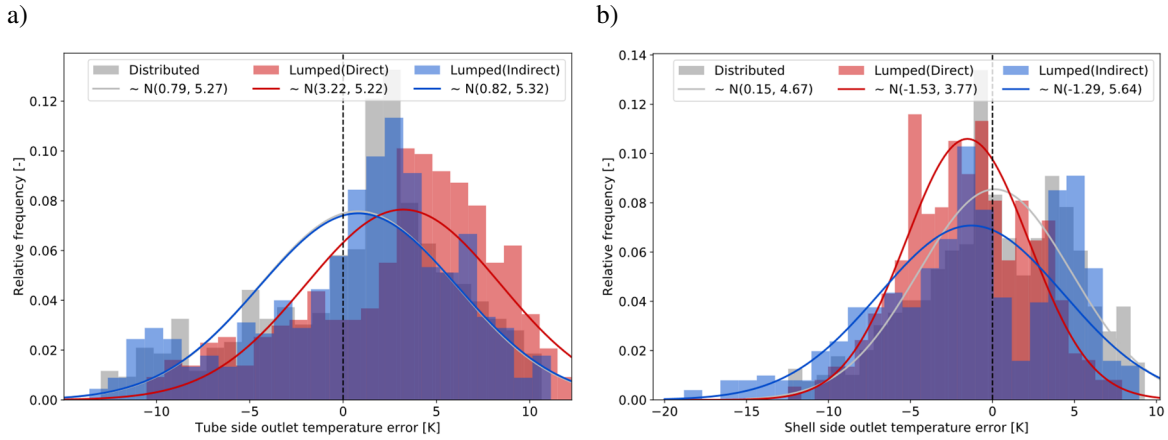 a)
Distributed Lumped(Direct) Lumped(Indirect)
~ N(0.79, 5.27) ~ N(3.22, 5.22) ~ N(0.82, 5.32)
0.12
0.10
0.08
0.06
0.04
0.02
0.00
Relative frequency [-]
−10 −5 0 5 10
Tube side outlet temperature error [K]
b)
Distributed Lumped(Direct) Lumped(Indirect)
~ N(0.15, 4.67) ~ N(-1.53, 3.77) ~ N(-1.29, 5.64)
0.14
0.12
0.10
0.08
0.06
0.04
0.02
0.00
Relative frequency [-]
−20 −15 −10 −5 0 5 10
Shell side outlet temperature error [K]